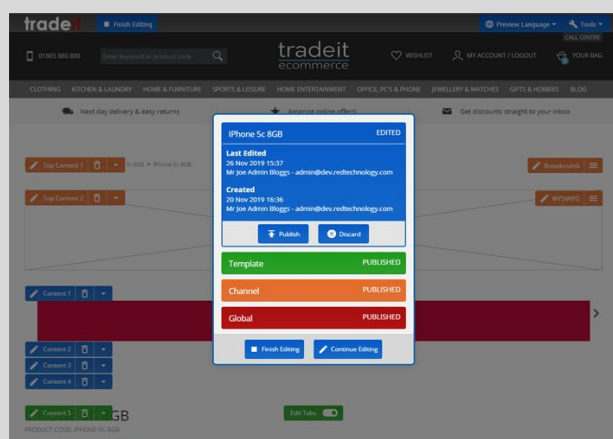 tradeit
Finish Editing
Preview Language
Tools
CALL CENTRE
01865 880 000
Enter keyword or product code
tradeit
ecommerce
WISHLIST
MY ACCOUNT / LOGOUT
YOUR BAG
CLOTHING KITCHEN & LAUNDRY HOME & FURNITURE SPORTS & LEISURE HOME ENTERTAINMENT OFFICE, PC'S & PHONE JEWELLERY & WATCHES GIFTS & HOBBIES BLOG
Next day delivery & easy returns
Amazing online offers
Get discounts straight to your inbox
IPhone 5c 8GB EDITED
Last Edited
26 Nov 2019 15:37
Mr Joe Admin Bloggs - admin@dev.redtechnology.com
Created
20 Nov 2019 16:36
Mr Joe Admin Bloggs - admin@dev.redtechnology.com
Publish Discard
Template PUBLISHED
Channel PUBLISHED
Global PUBLISHED
Finish Editing Continue Editing
Top Content 1
5c 8GB > IPhone 5c 8GB
Breadcrumb
Top Content 2
WYSIWYG
Content 1
Content 2
Content 3
Content 4
Content 5
GB
Edit Tabs
PRODUCT CODE: IPHONE-5C-8GB